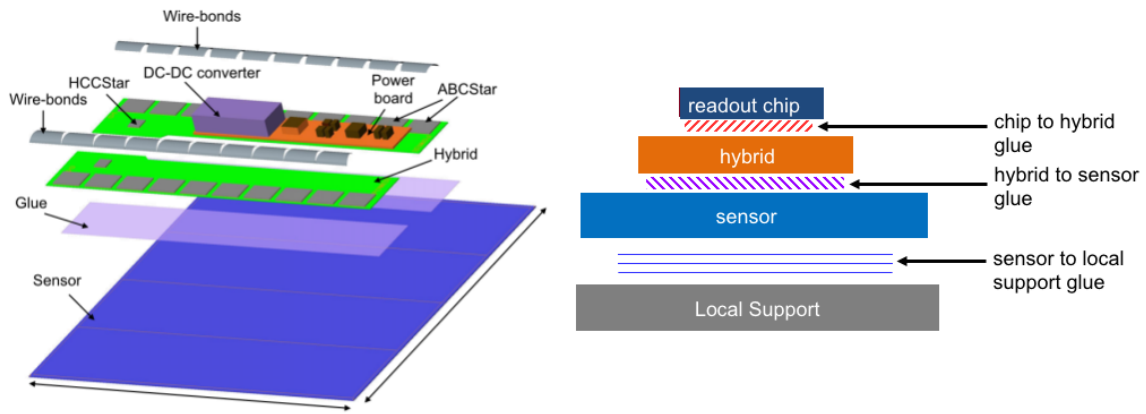 Wire-bonds
DC-DC converter
HCCStar
Power
board
ABCStar
Wire-bonds
Hybrid
Glue
Sensor
readout chip
chip to hybrid
glue
hybrid
hybrid to sensor
glue
sensor
sensor to local
support glue
Local Support